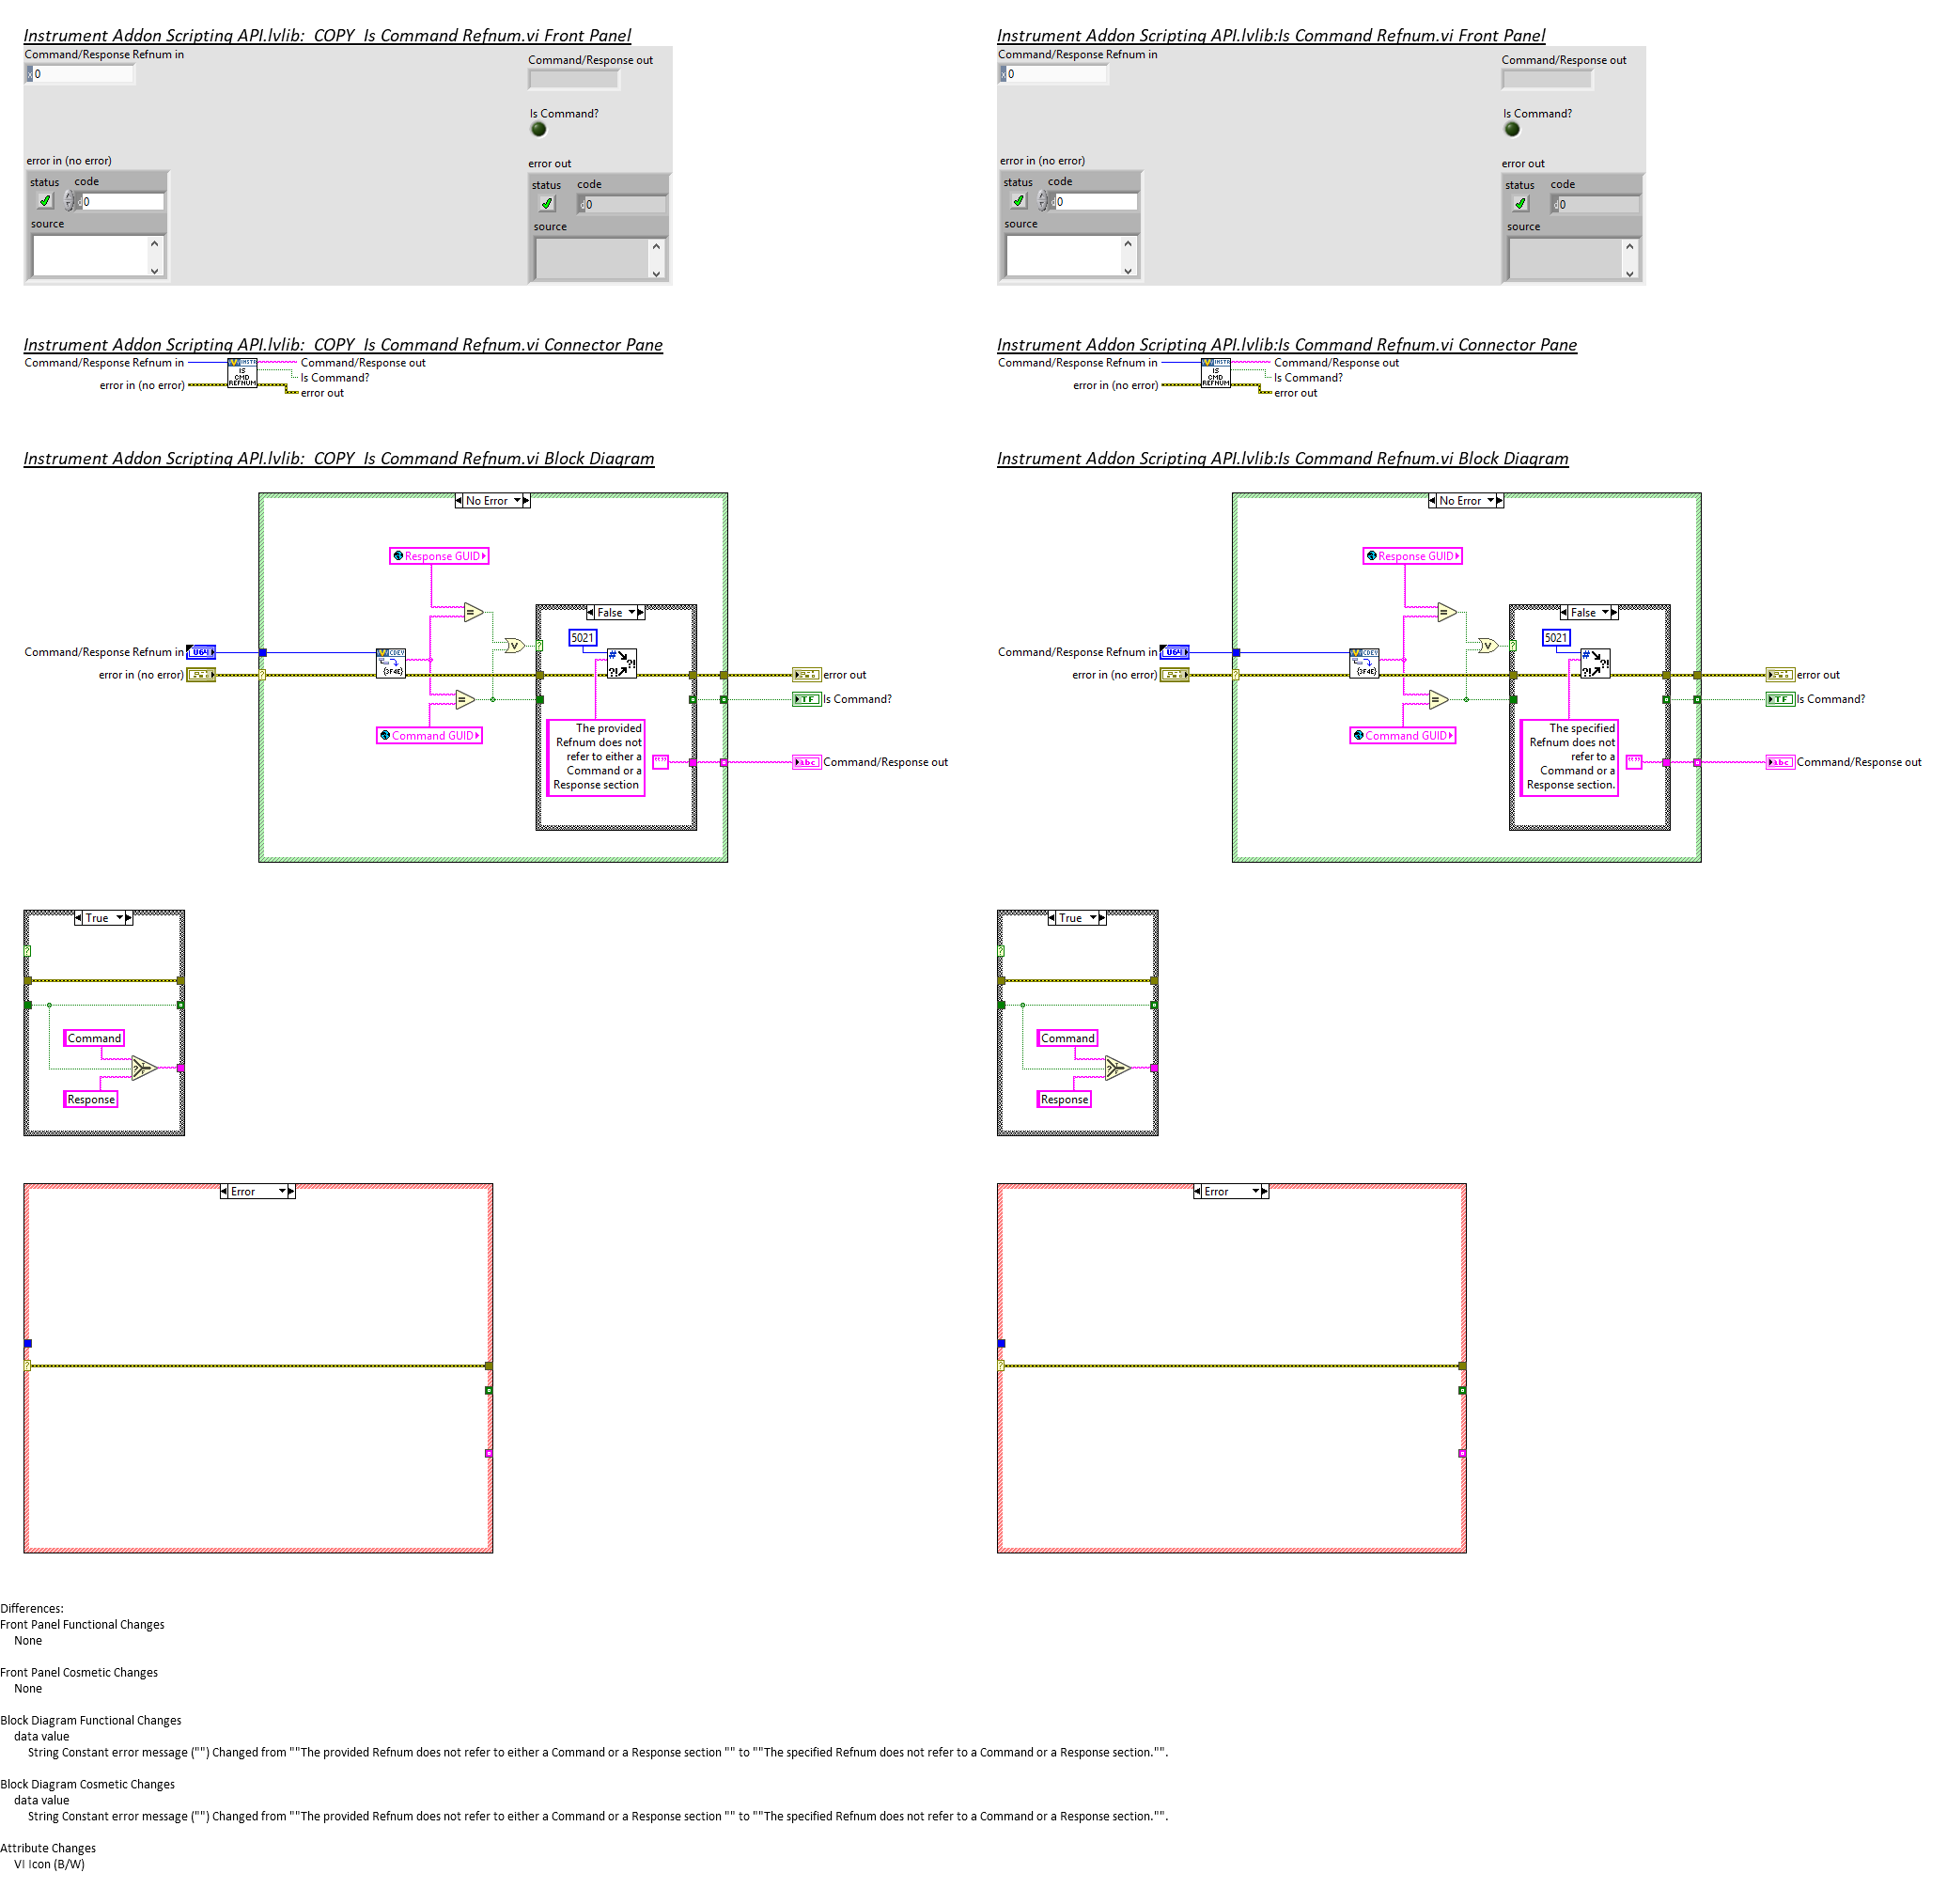 Instrument Addon Scripting API.lvlib:_COPY_Is Command Refnum.vi Front Panel
Command/Response Refnum in
x 0
Command/Response out
Is Command?
error in (no error)
status code
d 0
source
error out
status code
d 0
source
Instrument Addon Scripting API.lvlib:Is Command Refnum.vi Front Panel
Command/Response Refnum in
x 0
Command/Response out
Is Command?
error in (no error)
status code
d 0
source
error out
status code
d 0
source
Instrument Addon Scripting API.lvlib:_COPY_Is Command Refnum.vi Connector Pane
Command/Response Refnum in
error in (no error)
INSTR
IS
CMD
REFNUM
Command/Response out
Is Command?
error out
Instrument Addon Scripting API.lvlib:Is Command Refnum.vi Connector Pane
Command/Response Refnum in
error in (no error)
INSTR
IS
CMD
REFNUM
Command/Response out
Is Command?
error out
Instrument Addon Scripting API.lvlib:_COPY_Is Command Refnum.vi Block Diagram
No Error
Response GUID
False
5021
Command/Response Refnum in
U64
CDEV
{3F4E}
error in (no error)
error out
TF
Is Command?
Command GUID
The provided
Refnum does not
refer to either a
Command or a
Response section
""
abc
Command/Response out
Instrument Addon Scripting API.lvlib:Is Command Refnum.vi Block Diagram
No Error
Response GUID
False
5021
Command/Response Refnum in
U64
CDEV
{3F4E}
error in (no error)
error out
TF
Is Command?
Command GUID
The specified
Refnum does not
refer to a
Command or a
Response section.
""
abc
Command/Response out
True
Command
Response
True
Command
Response
Error
Error
Differences:
Front Panel Functional Changes
None
Front Panel Cosmetic Changes
None
Block Diagram Functional Changes
data value
String Constant error message ("") Changed from ""The provided Refnum does not refer to either a Command or a Response section "" to ""The specified Refnum does not refer to a Command or a Response section."".
Block Diagram Cosmetic Changes
data value
String Constant error message ("") Changed from ""The provided Refnum does not refer to either a Command or a Response section "" to ""The specified Refnum does not refer to a Command or a Response section."".
Attribute Changes
VI Icon (B/W)